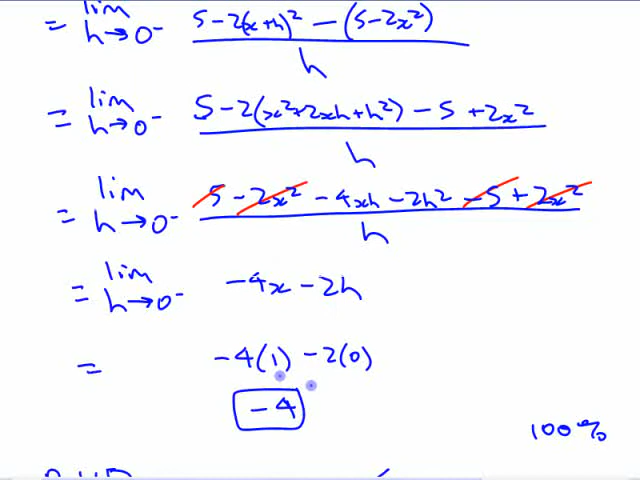 = lim h→0⁻ (5-2(x+h)² - (5-2x²)) / h
= lim h→0⁻ (5-2(x²+2xh+h²) - 5 + 2x²) / h
= lim h→0⁻ (5 - 2x² - 4xh - 2h² - 5 + 2x²) / h
= lim h→0⁻ -4x - 2h
= -4(1) - 2(0)
-4
100%